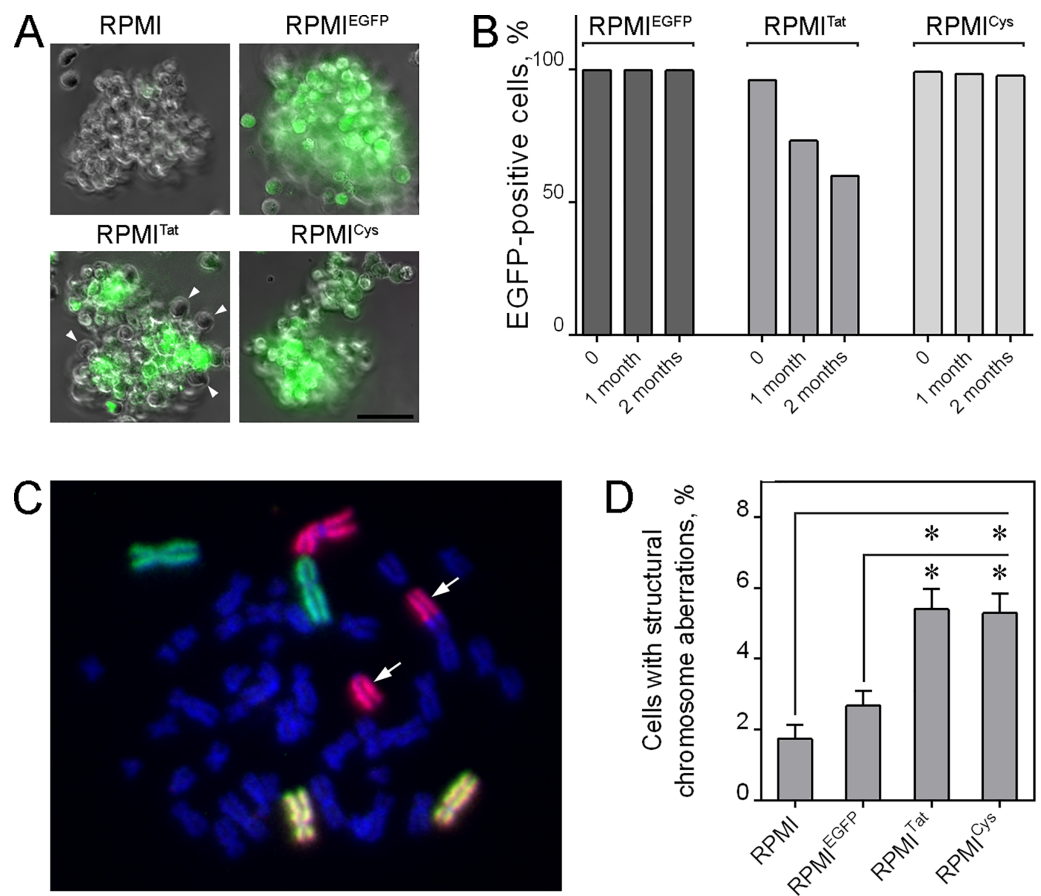 A
RPMI
RPMI^EGFP
RPMI^Tat
RPMI^Cys
B
EGFP-positive cells, %
RPMI^EGFP
RPMI^Tat
RPMI^Cys
100
50
0
0
1 month
2 months
0
1 month
2 months
0
1 month
2 months
C
D
Cells with structural
chromosome aberrations, %
8
6
4
2
0
* *
* *
RPMI
RPMI^EGFP
RPMI^Tat
RPMI^Cys